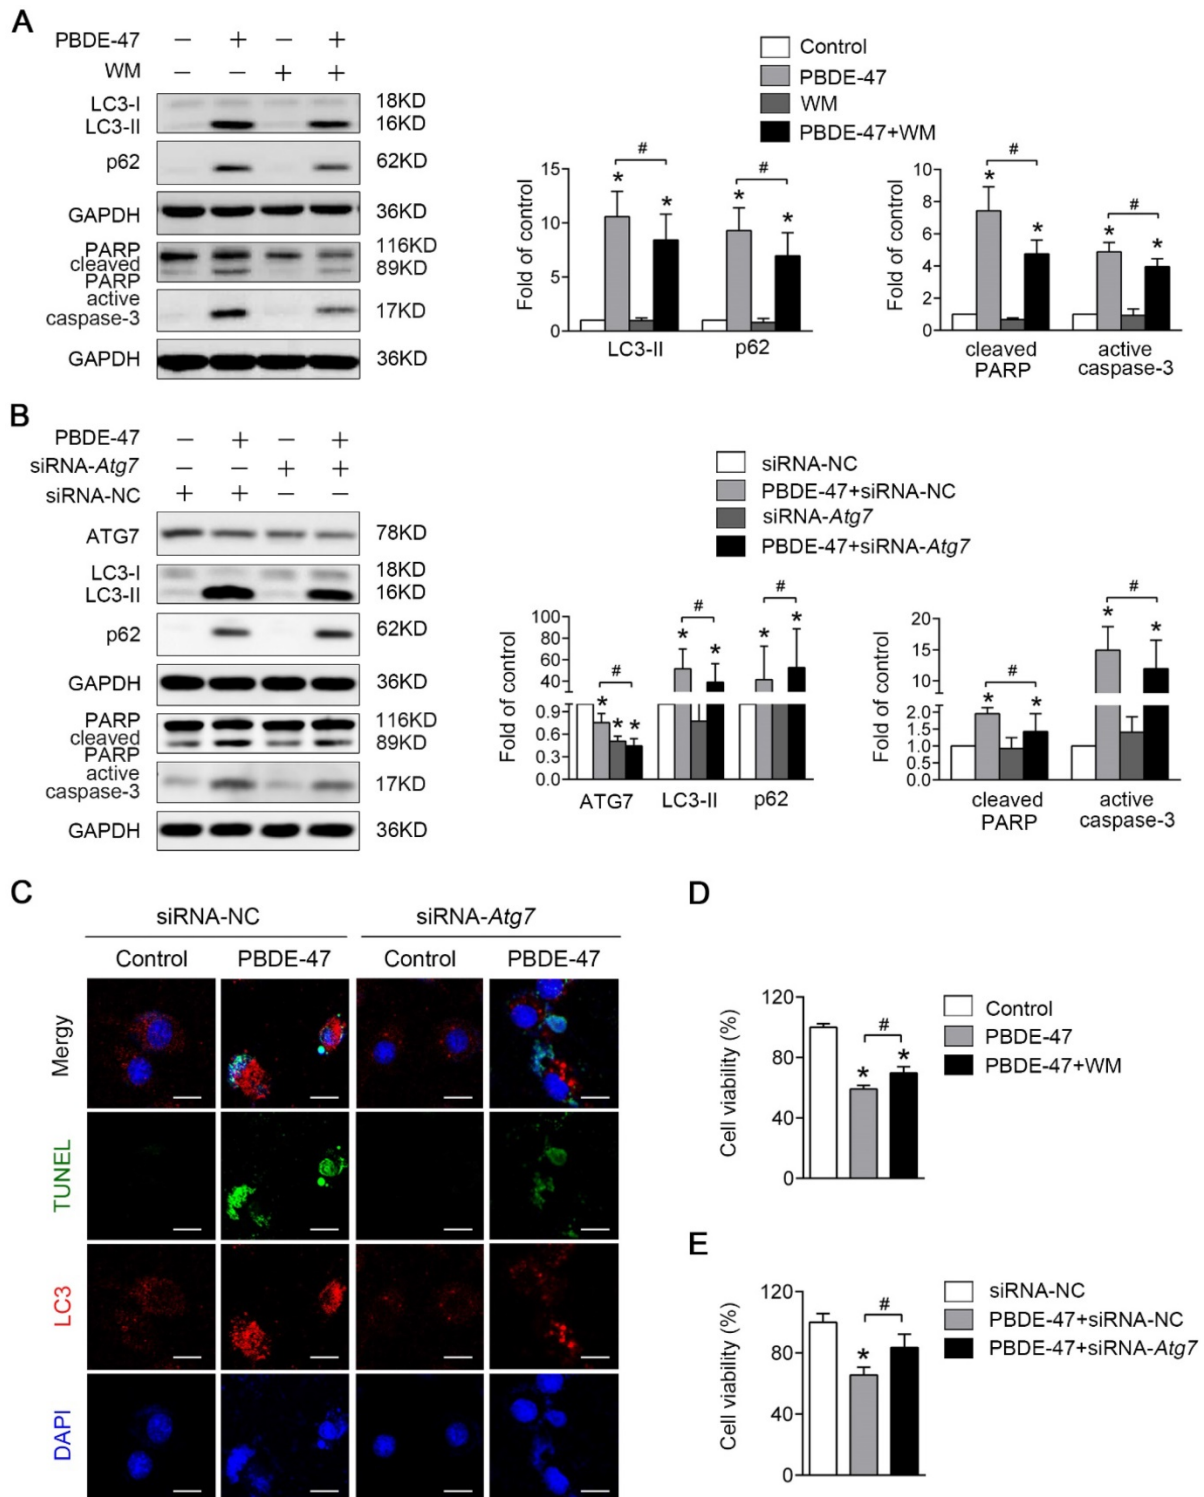 A
PBDE-47 − + − +
WM − − + +
LC3-I 18KD
LC3-II 16KD
p62 62KD
GAPDH 36KD
PARP 116KD
cleaved PARP 89KD
active caspase-3 17KD
GAPDH 36KD
Control
PBDE-47
WM
PBDE-47+WM
Fold of control
15
10
5
0
# #
* * * *
LC3-II p62
Fold of control
10
8
6
4
2
0
# #
* * * *
cleaved PARP
active caspase-3
B
PBDE-47 − + − +
siRNA-Atg7 − − + +
siRNA-NC + + − −
ATG7 78KD
LC3-I 18KD
LC3-II 16KD
p62 62KD
GAPDH 36KD
PARP 116KD
cleaved PARP 89KD
active caspase-3 17KD
GAPDH 36KD
siRNA-NC
PBDE-47+siRNA-NC
siRNA-Atg7
PBDE-47+siRNA-Atg7
Fold of control
100
80
60
40
0.9
0.6
0.3
0.0
# # #
* * * * * * *
ATG7 LC3-II p62
Fold of control
20
15
10
2.0
1.5
1.0
0.5
0.0
# #
* * * *
cleaved PARP
active caspase-3
C
siRNA-NC siRNA-Atg7
Control PBDE-47 Control PBDE-47
Mergy
TUNEL
LC3
DAPI
D
Cell viability (%)
120
80
40
0
#
* *
Control
PBDE-47
PBDE-47+WM
E
Cell viability (%)
120
80
40
0
#
*
siRNA-NC
PBDE-47+siRNA-NC
PBDE-47+siRNA-Atg7